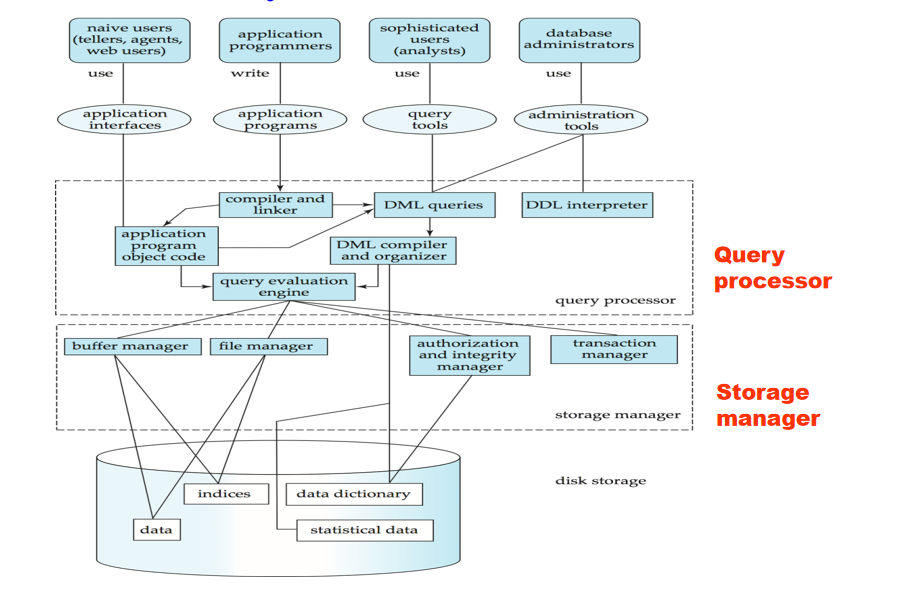 naive users
(tellers, agents,
web users)
application
programmers
sophisticated
users
(analysts)
database
administrators
use
write
use
use
application
interfaces
application
programs
query
tools
administration
tools
compiler and
linker
DML queries
DDL interpreter
application
program
object code
DML compiler
and organizer
query evaluation
engine
query processor
Query
processor
buffer manager
file manager
authorization
and integrity
manager
transaction
manager
storage manager
Storage
manager
disk storage
indices
data dictionary
data
statistical data